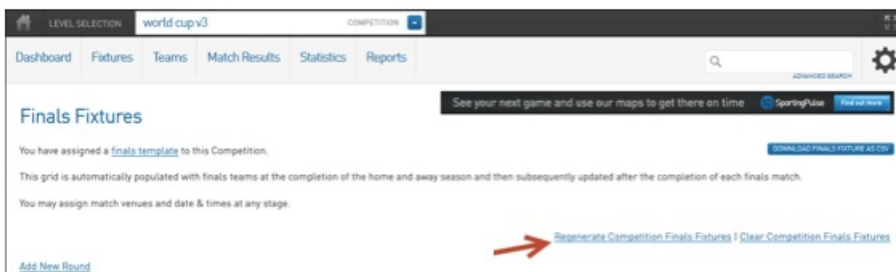 LEVEL SELECTION world cup v3 COMPETITION
Dashboard Fixtures Teams Match Results Statistics Reports
ADVANCED SEARCH
See your next game and use our maps to get there on time SportingPulse Find out more
Finals Fixtures
You have assigned a finals template to this Competition.
DOWNLOAD FINALS FIXTURE AS CSV
This grid is automatically populated with finals teams at the completion of the home and away season and then subsequently updated after the completion of each finals match.
You may assign match venues and date & times at any stage.
Regenerate Competition Finals Fixtures | Clear Competition Finals Fixtures
Add New Round